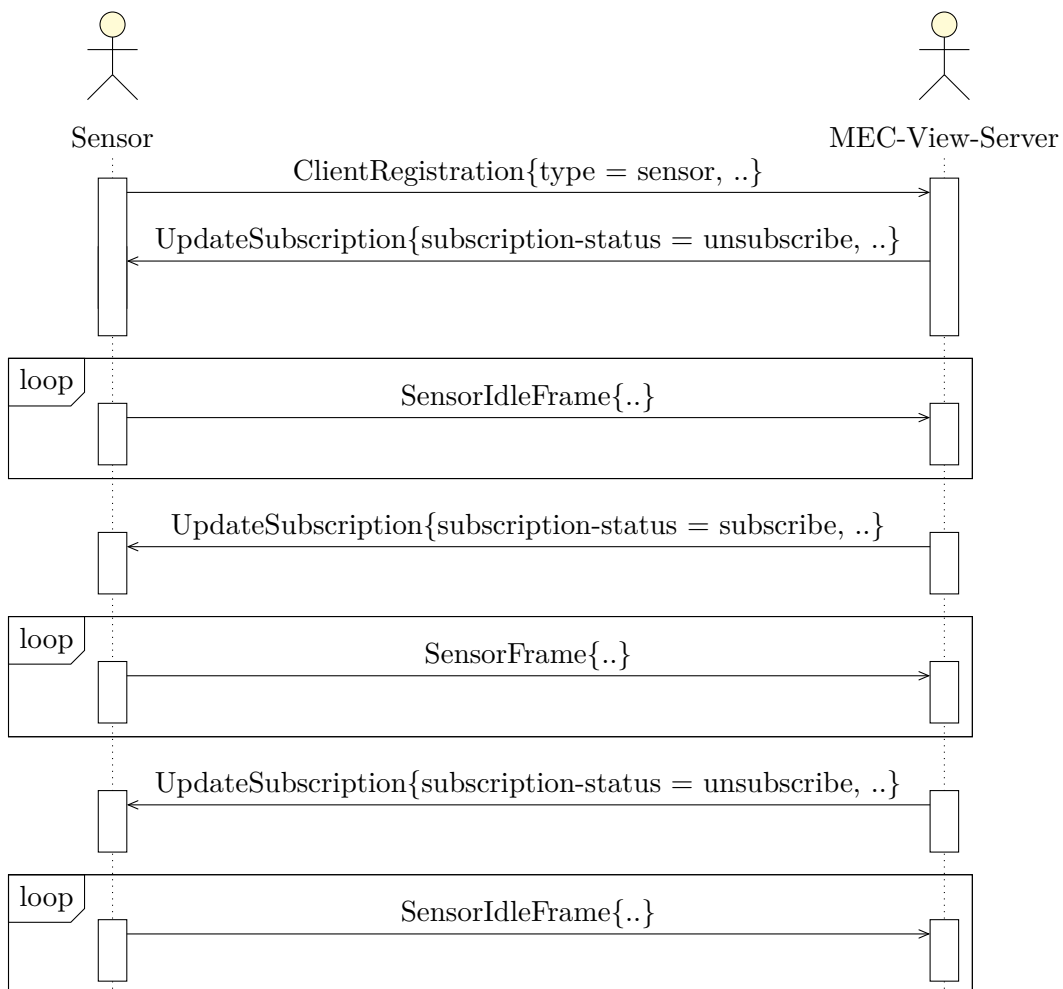 Sensor
MEC-View-Server
ClientRegistration{type = sensor, ..}
UpdateSubscription{subscription-status = unsubscribe, ..}
loop
SensorIdleFrame{..}
UpdateSubscription{subscription-status = subscribe, ..}
loop
SensorFrame{..}
UpdateSubscription{subscription-status = unsubscribe, ..}
loop
SensorIdleFrame{..}